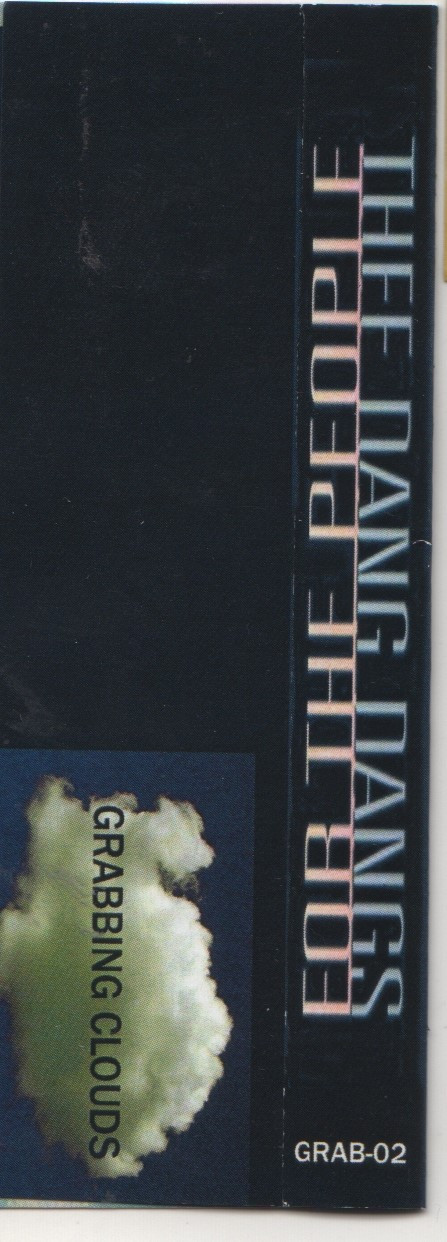 THEE DANG DANGS
FOR THE PEOPLE
GRABBING CLOUDS
GRAB-02